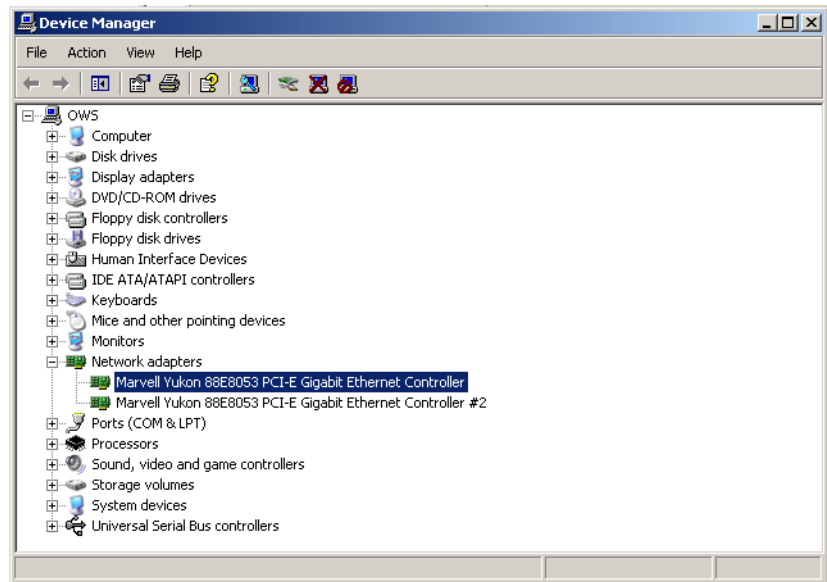 Device Manager
File Action View Help
OWS
Computer
Disk drives
Display adapters
DVD/CD-ROM drives
Floppy disk controllers
Floppy disk drives
Human Interface Devices
IDE ATA/ATAPI controllers
Keyboards
Mice and other pointing devices
Monitors
Network adapters
Marvell Yukon 88E8053 PCI-E Gigabit Ethernet Controller
Marvell Yukon 88E8053 PCI-E Gigabit Ethernet Controller #2
Ports (COM & LPT)
Processors
Sound, video and game controllers
Storage volumes
System devices
Universal Serial Bus controllers